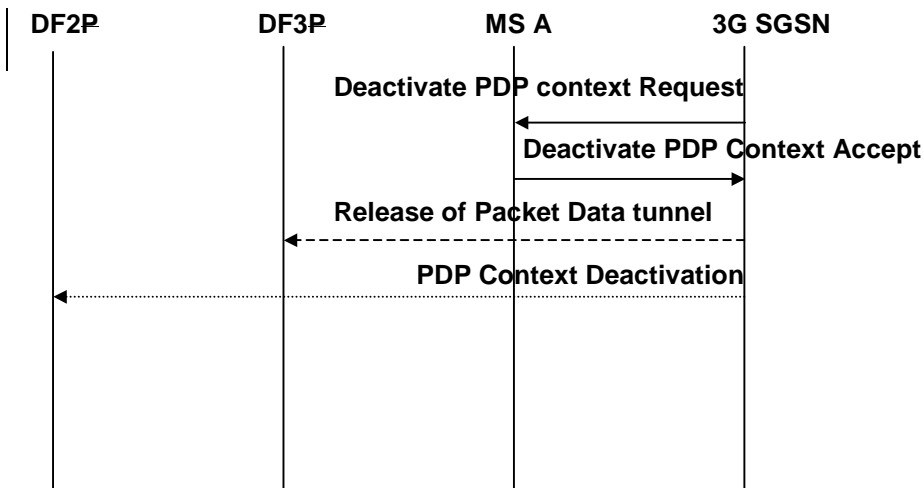 DF2P DF3P MS A 3G SGSN
Deactivate PDP context Request
Deactivate PDP Context Accept
Release of Packet Data tunnel
PDP Context Deactivation